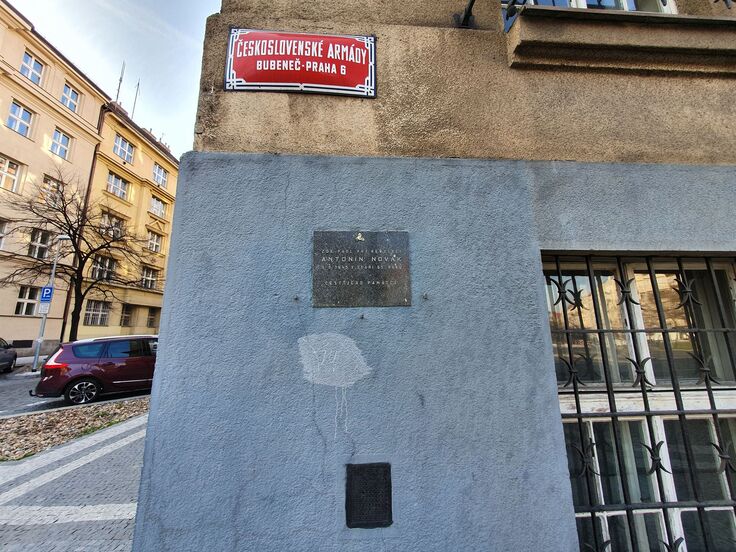 ČESKOSLOVENSKÉ ARMÁDY
BUBENEČ-PRAHA 6
ZDE PADL PŘI REVOLUCI
ANTONÍN NOVÁK
ČEST JEHO PAMÁTCE
P